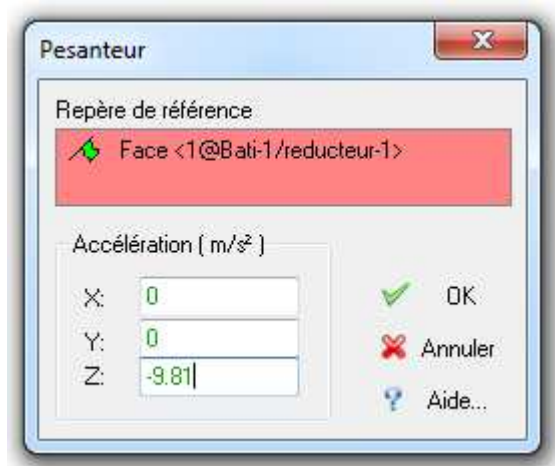 Pesanteur
Repère de référence
Face <1@Bati-1/reducteur-1>
Accélération ( m/s² )
X: 0
Y: 0
Z: -9.81
OK
Annuler
Aide...